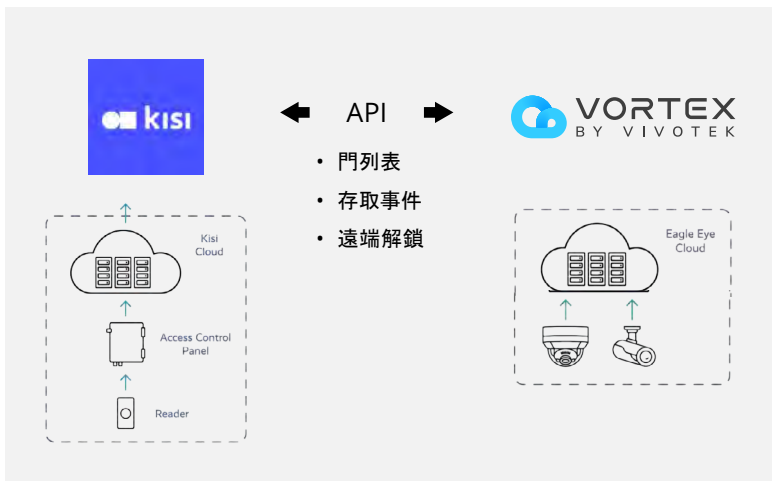 kisi
API
VORTEX
BY VIVOTEK
• 門列表
• 存取事件
• 遠端解鎖
Kisi
Cloud
Access Control
Panel
Reader
Eagle Eye
Cloud